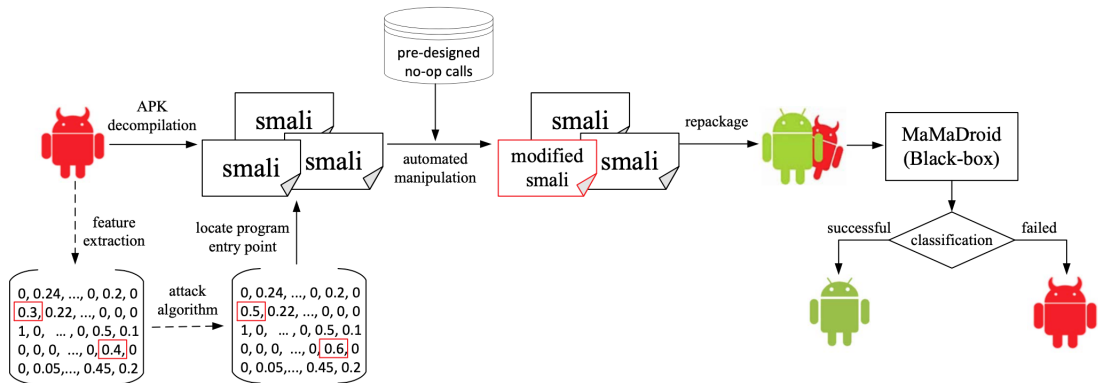 pre-designed
no-op calls
APK
decompilation
smali
smali
smali
automated
manipulation
smali
modified
smali
smali
repackage
MaMaDroid
(Black-box)
feature
extraction
locate program
entry point
successful
classification
failed
0, 0.24, ..., 0, 0.2, 0
0.3, 0.22, ..., 0, 0, 0
1, 0, ... , 0, 0.5, 0.1
0, 0, 0, ..., 0, 0.4, 0
0, 0.05,..., 0.45, 0.2
attack
algorithm
0, 0.24, ..., 0, 0.2, 0
0.5, 0.22, ..., 0, 0, 0
1, 0, ... , 0, 0.5, 0.1
0, 0, 0, ..., 0, 0.6, 0
0, 0.05,..., 0.45, 0.2